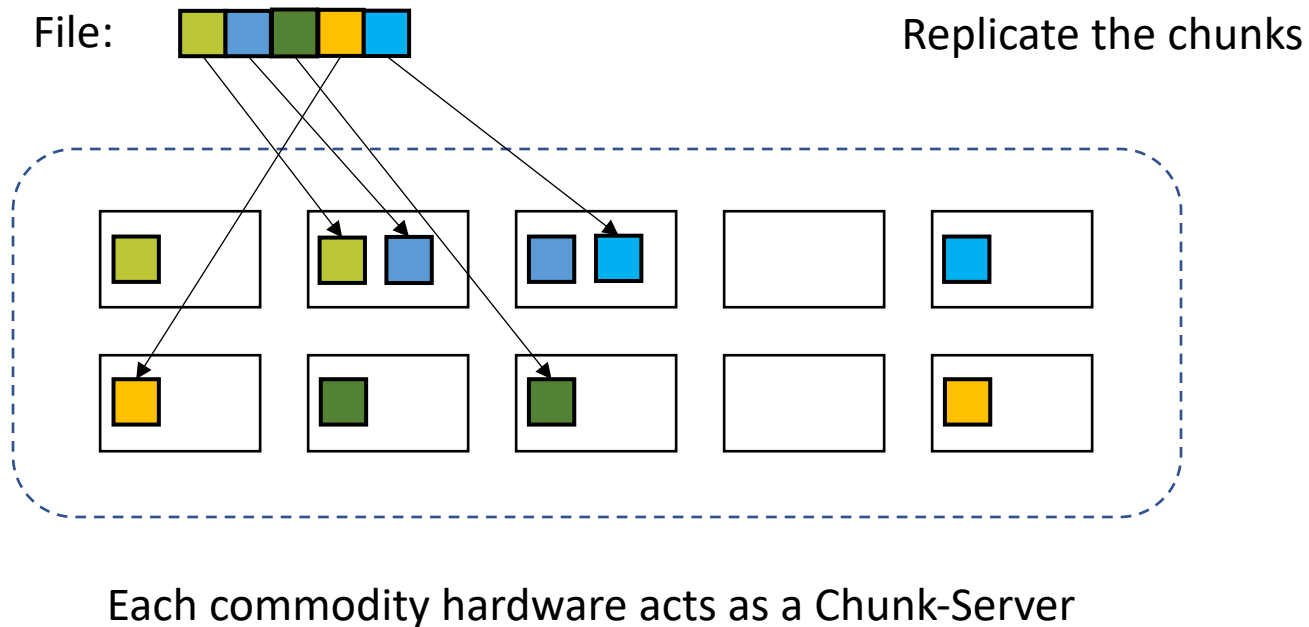 File:
Replicate the chunks
Each commodity hardware acts as a Chunk-Server